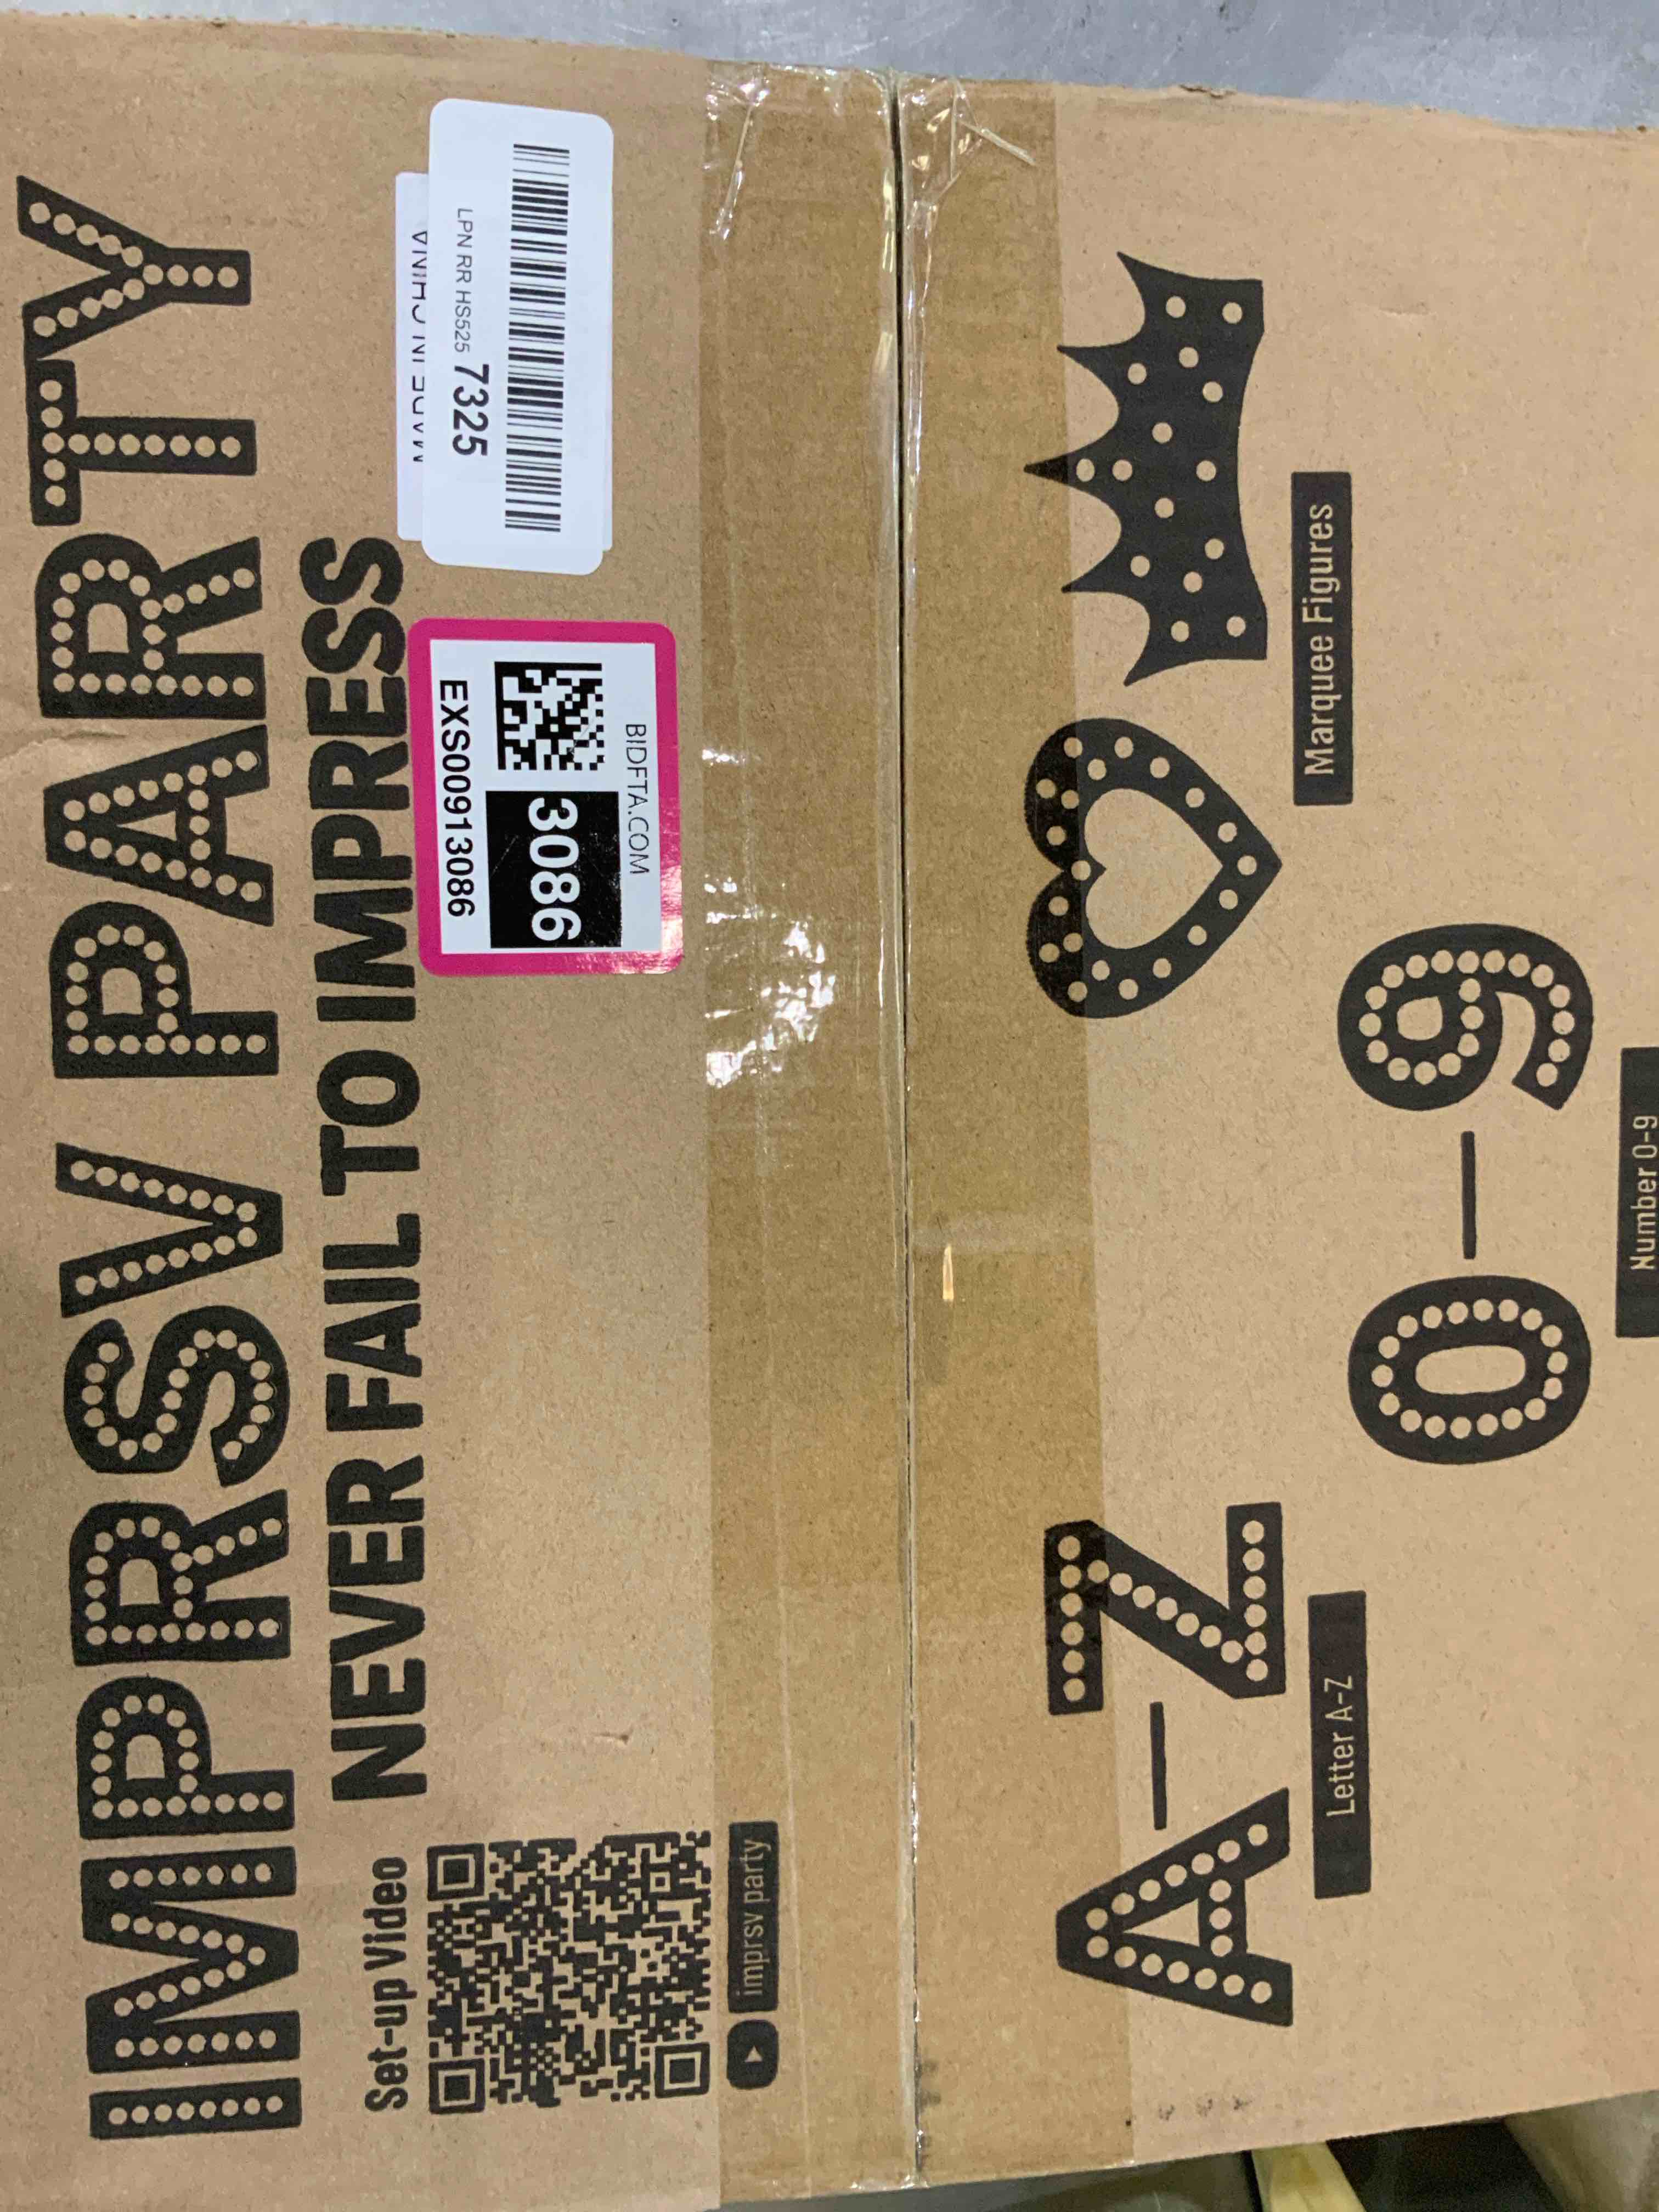 IMPRSV PARTY
NEVER FAIL TO IMPRESS
Set-up Video
imprsv party
MADE IN CHINA
LPN RR HS525 7325
EXS00913086
3086
BIDFTA.COM
A-Z
Letter A-Z
0-9
Number 0-9
Marquee Figures